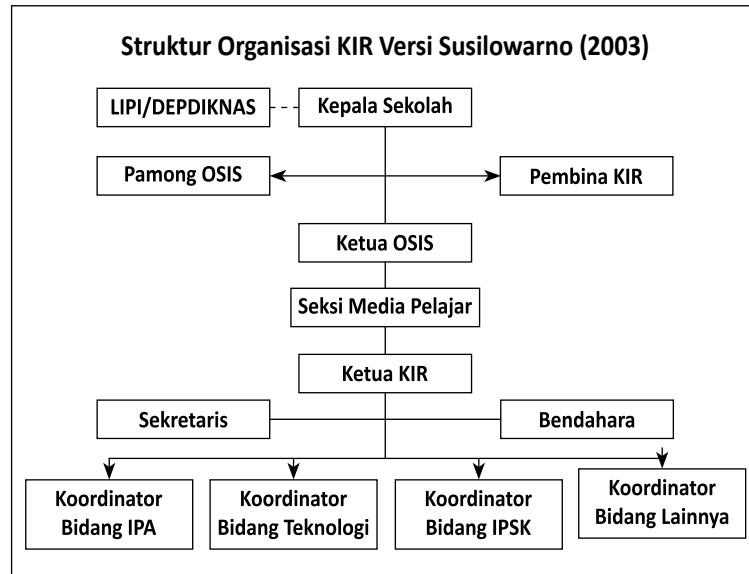 Struktur Organisasi KIR Versi Susilowarno (2003)
LIPI/DEPDIKNAS
Kepala Sekolah
Pamong OSIS
Pembina KIR
Ketua OSIS
Seksi Media Pelajar
Ketua KIR
Sekretaris
Bendahara
Koordinator
Bidang IPA
Koordinator
Bidang Teknologi
Koordinator
Bidang IPSK
Koordinator
Bidang Lainnya